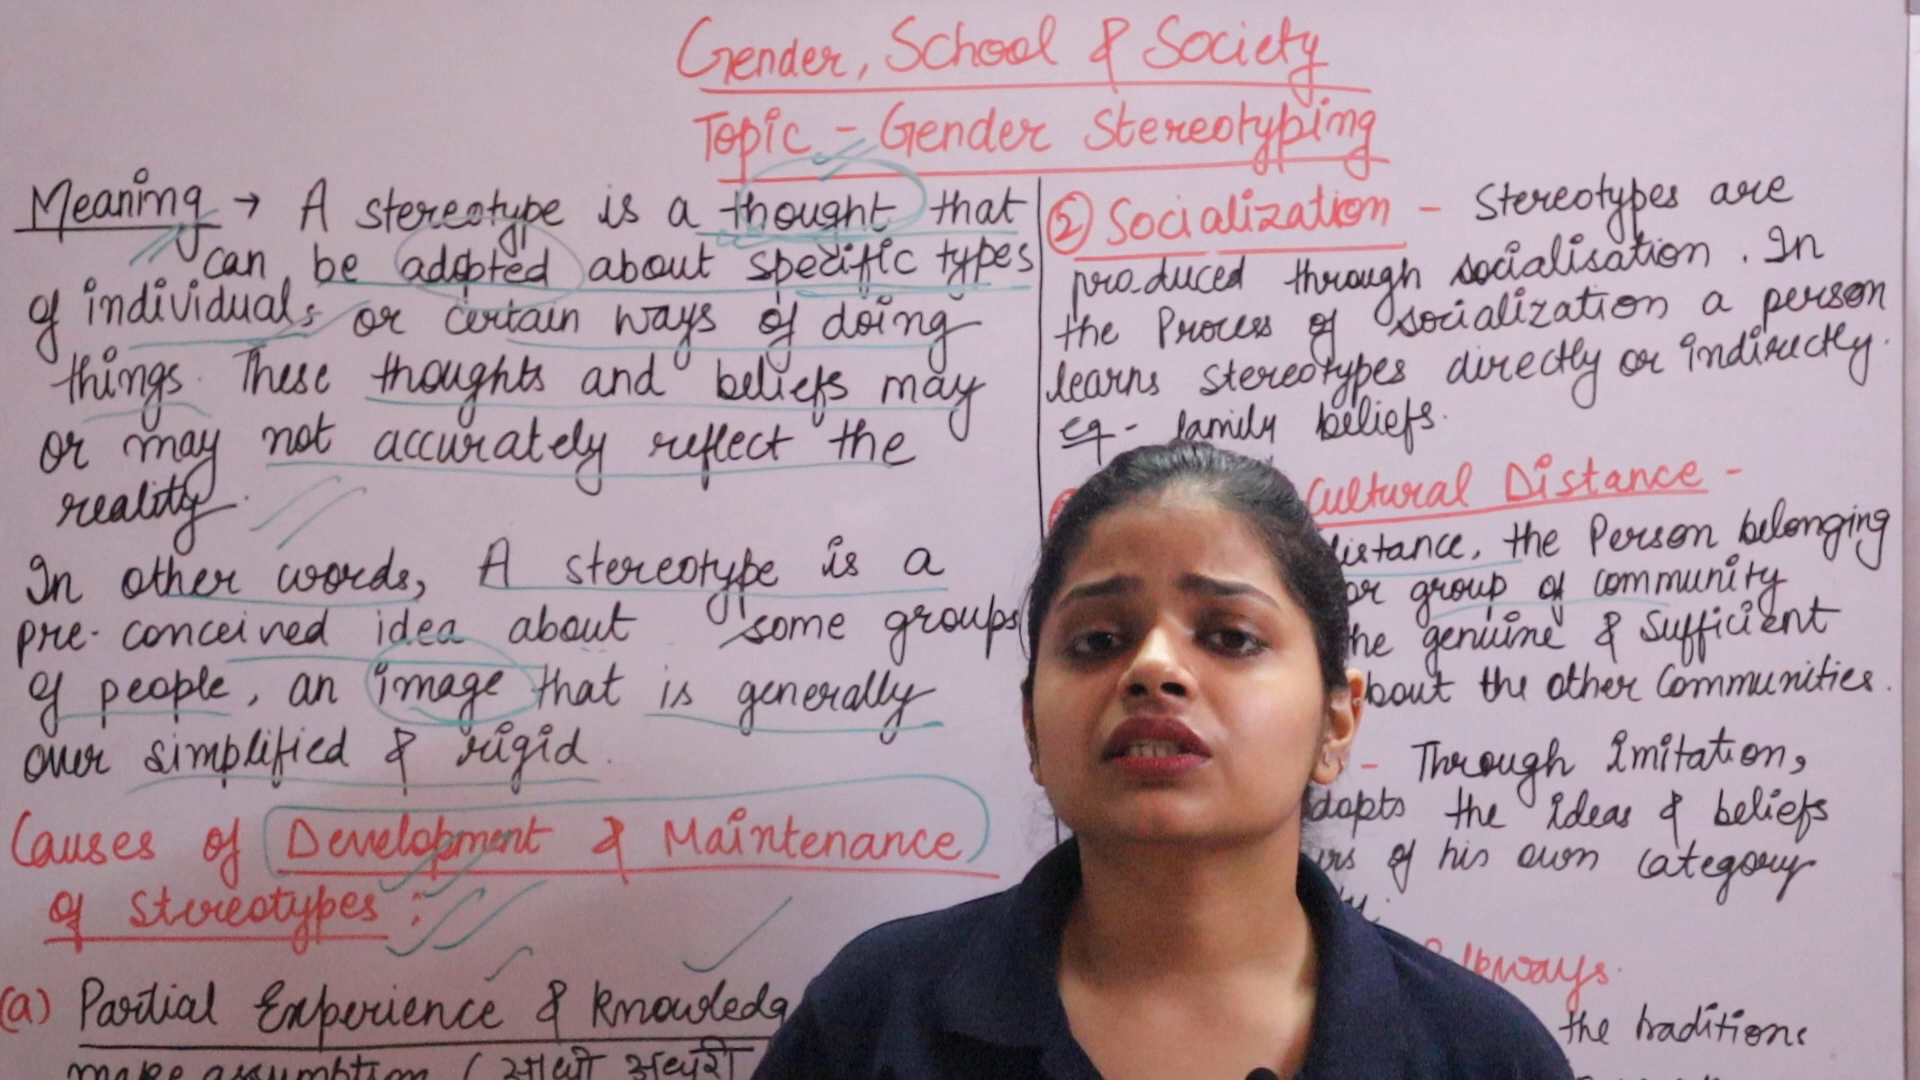 Gender, School & Society
Topic - Gender Stereotyping
Meaning → A stereotype is a thought that
can be adopted about specific types
of individuals or certain ways of doing
things. These thoughts and beliefs may
or may not accurately reflect the
reality.
In other words, A stereotype is a
pre-conceived idea about some groups
of people, an image that is generally
over simplified & rigid.
Causes of Development & Maintenance
of stereotypes :
(a) Partial Experience & knowledg
make assumption (आधी अधूरी
② Socialization - Stereotypes are
produced through socialisation. In
the Process of socialization a person
learns stereotypes directly or indirectly.
eg - family beliefs.
Cultural Distance -
distance, the Person belonging
or group of community
the genuine & Sufficient
about the other Communities.
- Through imitation,
adopts the ideas & beliefs
of his own category
lkways.
the traditions